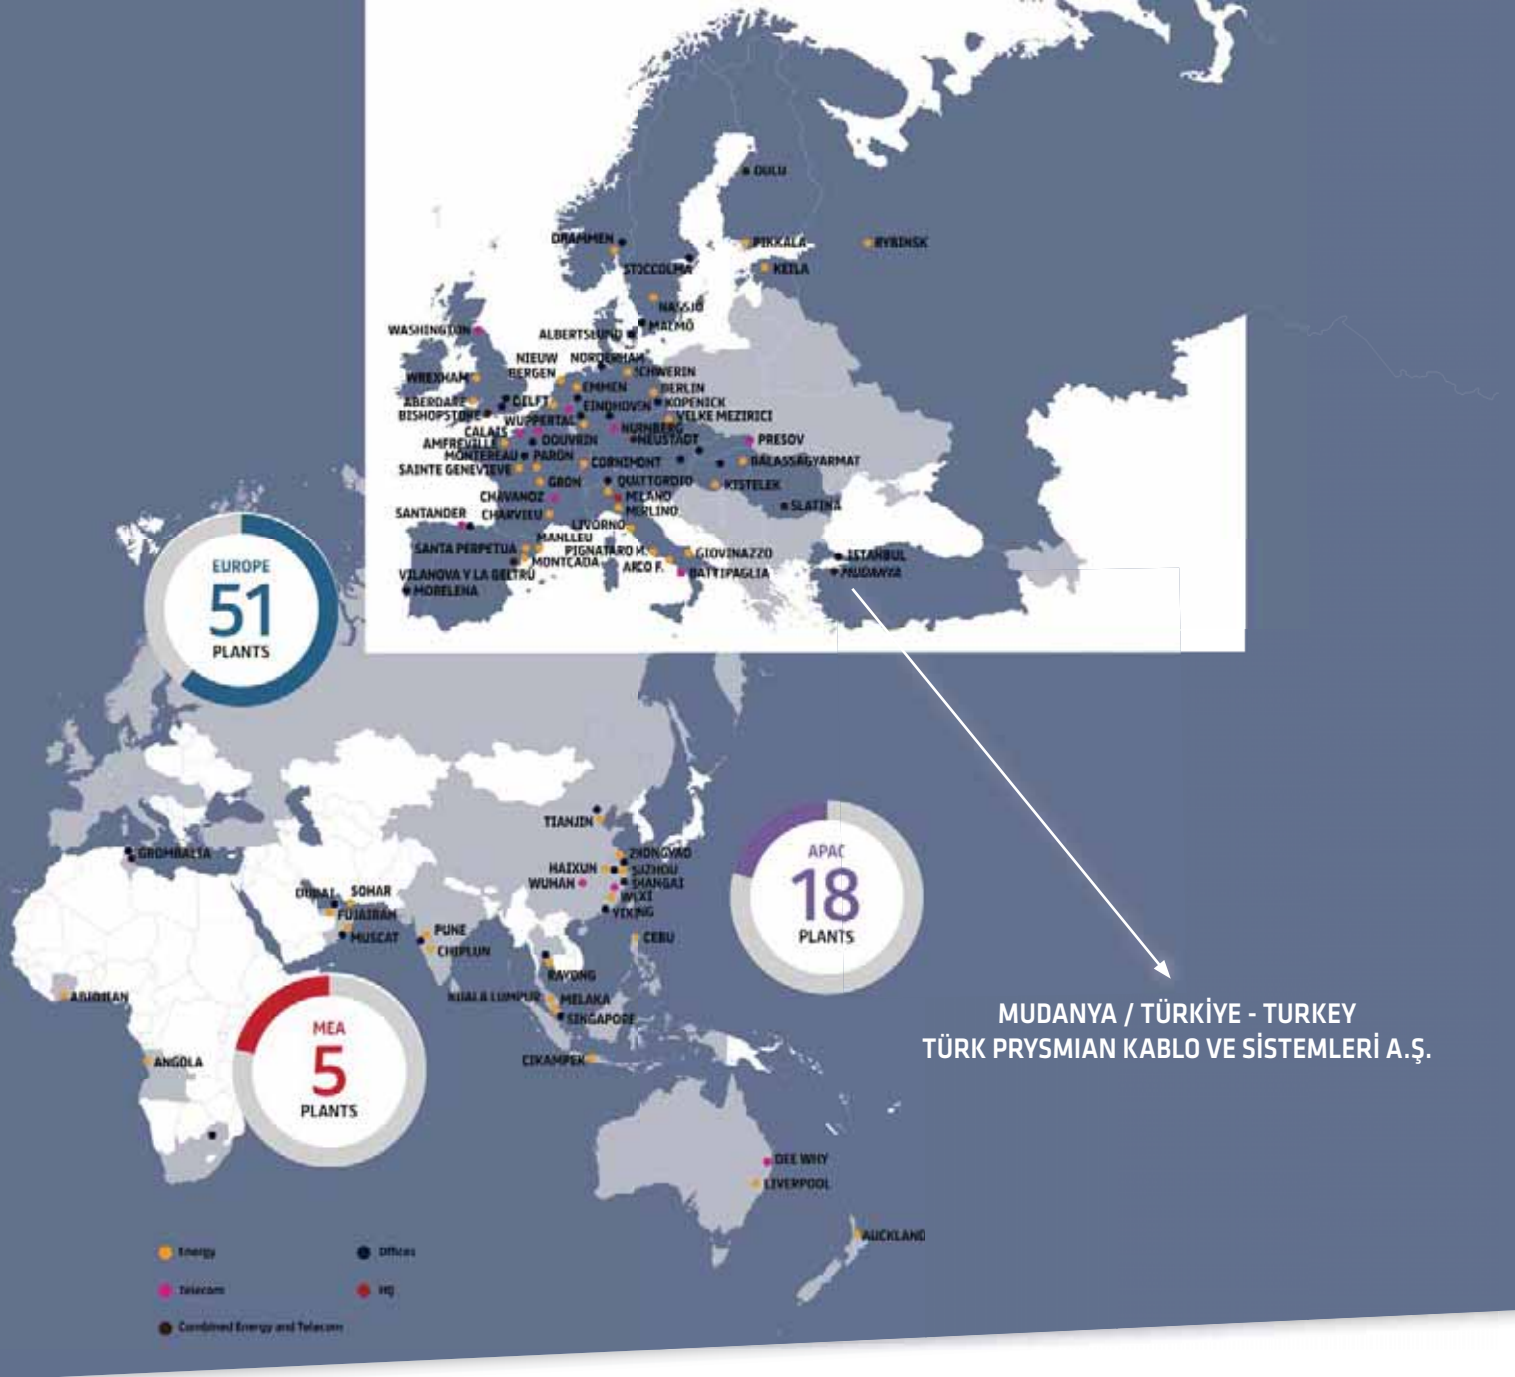 OULU
DRAMMEN
PIKKALA
RYBINSK
STOCCOLMA
KEILA
NASSJÖ
MALMÖ
WASHINGTON
ALBERTSLUND
NIEUW
BERGEN
NORDERHAM
SCHWERIN
WREXHAM
EMMEN
BERLIN
ABERDARE
DELFT
EINDHOVEN
KOPENICK
BISHOPSTOKE
WUPPERTAL
VELKE MEZIRICI
CALAIS
NURNBERG
AMFREVILLE
DOUVRIN
NEUSTADT
PRESOV
MONTEREAU
PARON
SAINTE GENEVIEVE
CORNIMONT
BALASSAGYARMAT
GRON
QUATTORDIO
KISTELEK
CHAVANOZ
MILANO
SLATINA
SANTANDER
CHARVIEU
MERLINO
LIVORNO
MANLLEU
SANTA PERPETUA
PIGNATARO M.
GIOVINAZZO
ISTANBUL
MONTCADA
ARCO F.
BATTIPAGLIA
MUDANYA
VILANOVA Y LA GELTRÚ
MORELENA
EUROPE
51
PLANTS
TIANJIN
GROMBALIA
ZHONGYAO
HAIXUN
SUZHOU
WUHAN
SHANGAI
WUXI
YIXING
DUBAI
SOHAR
FUJAIRAH
MUSCAT
PUNE
CHIPLUN
CEBU
APAC
18
PLANTS
RAYONG
ABIDJEAN
KUALA LUMPUR
MELAKA
SINGAPORE
MEA
5
PLANTS
ANGOLA
CIKAMPEK
MUDANYA / TÜRKİYE - TURKEY
TÜRK PRYSMIAN KABLO VE SİSTEMLERİ A.Ş.
DEE WHY
LIVERPOOL
AUCKLAND
Energy
Offices
Telecom
HQ
Combined Energy and Telecom